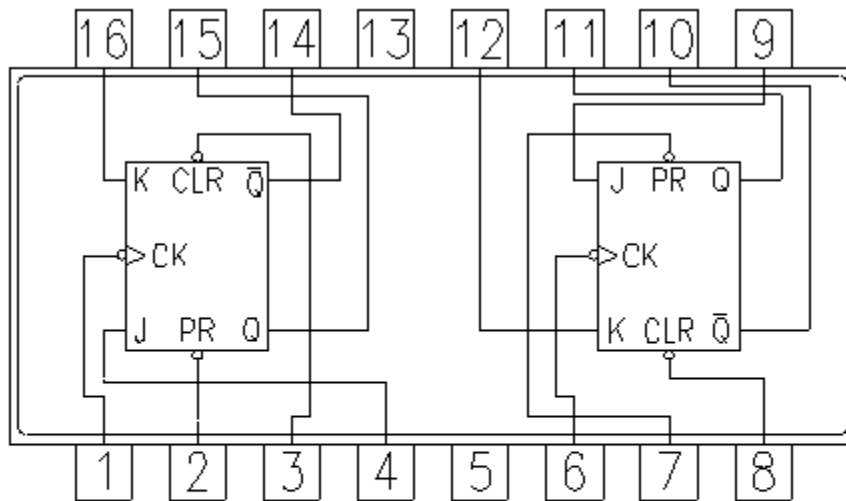 16 15 14 13 12 11 10 9
K CLR Q̅ J PR Q
CK CK
J PR Q K CLR Q̅
1 2 3 4 5 6 7 8